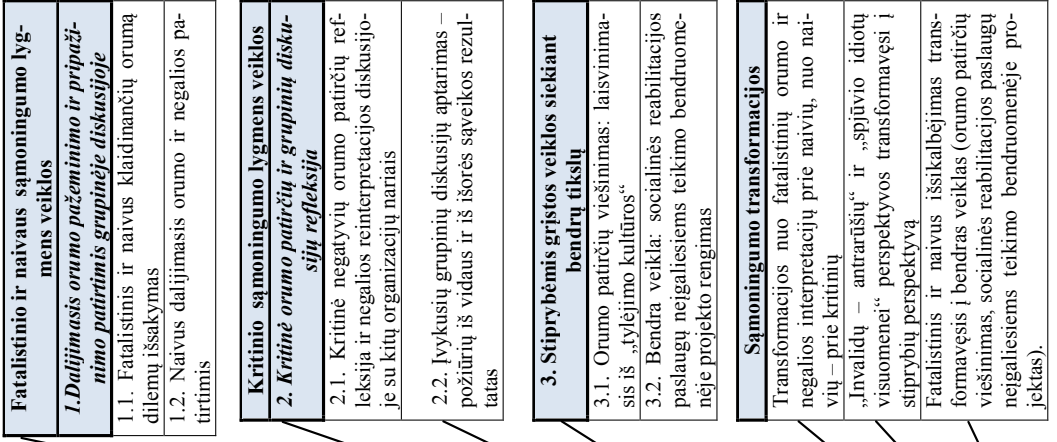 Fatalistinio ir naivaus sąmoningumo lyg-
mens veiklos
1.Dalijimasis orumo pažeminimo ir pripaži-
nimo patirtimis grupinėje diskusijoje
1.1. Fatalistinis ir naivus klaidinančių orumą
dilemų išsakymas
1.2. Naivus dalijimasis orumo ir negalios pa-
tirtimis
Kritinio sąmoningumo lygmens veiklos
2. Kritinė orumo patirčių ir grupinių disku-
sijų refleksija
2.1. Kritinė negatyvių orumo patirčių ref-
leksija ir negalios reinterpretacijos diskusijo-
je su kitų organizacijų nariais
2.2. Įvykusių grupinių diskusijų aptarimas –
požiūrių iš vidaus ir iš išorės sąveikos rezul-
tatas
3. Stiprybėmis grįstos veiklos siekiant
bendrų tikslų
3.1. Orumo patirčių viešinimas: laisvinima-
sis iš „tylėjimo kultūros“
3.2. Bendra veikla: socialinės reabilitacijos
paslaugų neįgaliesiems teikimo bendruome-
nėje projekto rengimas
Sąmoningumo transformacijos
Transformacijos nuo fatalistinių orumo ir
negalios interpretacijų prie naivių, nuo nai-
vių – prie kritinių
„Invalidų – antrarūšių“ ir „spjūvio idiotų
visuomenei“ perspektyvos transformavęsi į
stiprybių perspektyvą
Fatalistinis ir naivus išsikalbėjimas trans-
formavęsis į bendras veiklas (orumo patirčių
viešinimas, socialinės reabilitacijos paslaugų
neįgaliesiems teikimo bendruomenėje pro-
jektas).